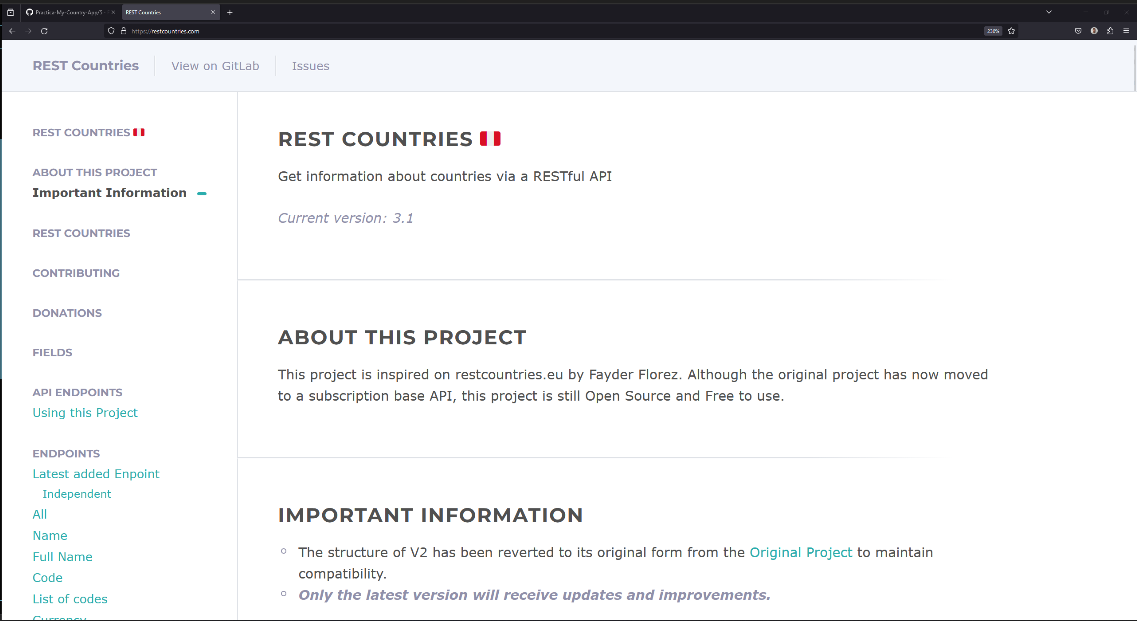 Practica-My-Country-App/5
REST Countries
https://restcountries.com
230%
REST Countries
View on GitLab
Issues
REST COUNTRIES
ABOUT THIS PROJECT
Important Information
REST COUNTRIES
CONTRIBUTING
DONATIONS
FIELDS
API ENDPOINTS
Using this Project
ENDPOINTS
Latest added Enpoint
Independent
All
Name
Full Name
Code
List of codes
Currency
REST COUNTRIES
Get information about countries via a RESTful API
Current version: 3.1
ABOUT THIS PROJECT
This project is inspired on restcountries.eu by Fayder Florez. Although the original project has now moved
to a subscription base API, this project is still Open Source and Free to use.
IMPORTANT INFORMATION
The structure of V2 has been reverted to its original form from the Original Project to maintain
compatibility.
Only the latest version will receive updates and improvements.